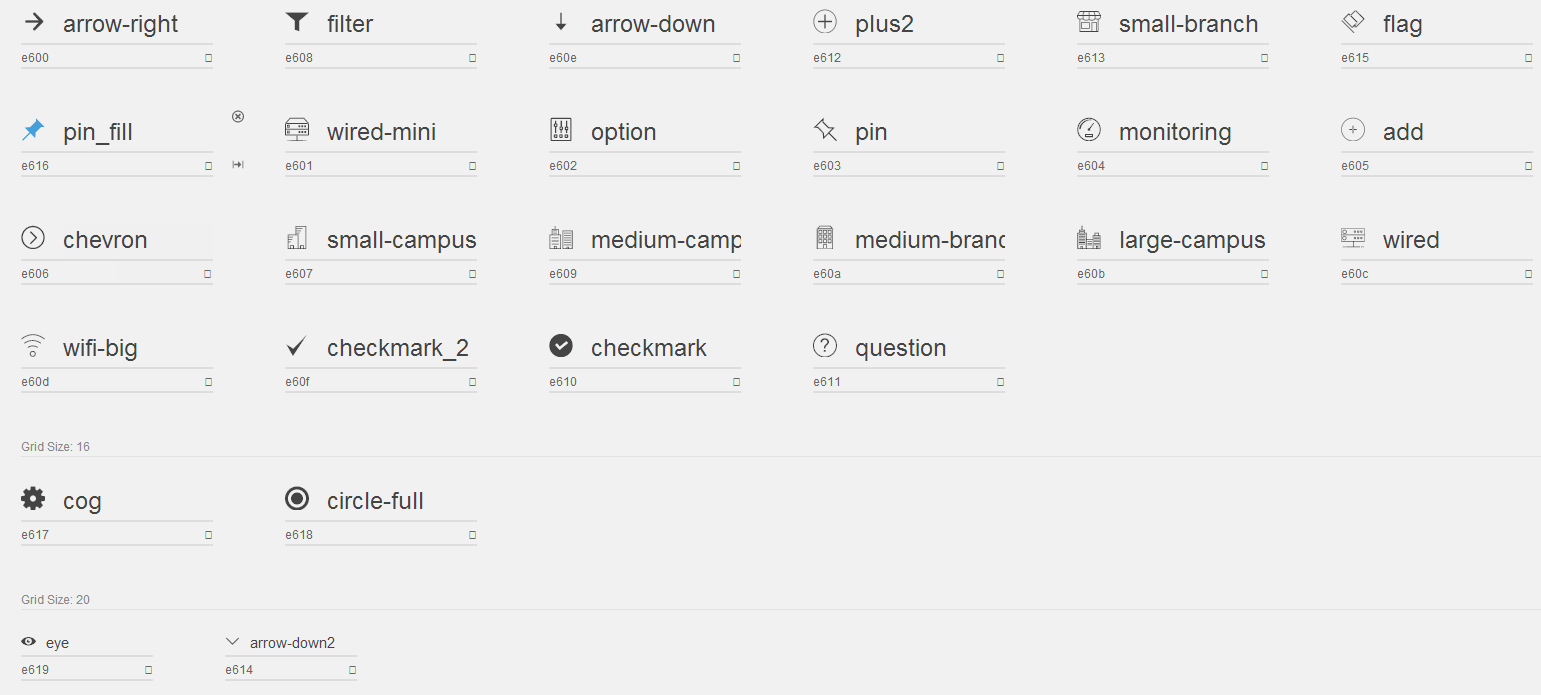 arrow-right filter arrow-down plus2 small-branch flag
e600 e608 e60e e612 e613 e615
pin_fill wired-mini option pin monitoring add
e616 e601 e602 e603 e604 e605
chevron small-campus medium-camp medium-branc large-campus wired
e606 e607 e609 e60a e60b e60c
wifi-big checkmark_2 checkmark question
e60d e60f e610 e611
Grid Size: 16
cog circle-full
e617 e618
Grid Size: 20
eye arrow-down2
e619 e614